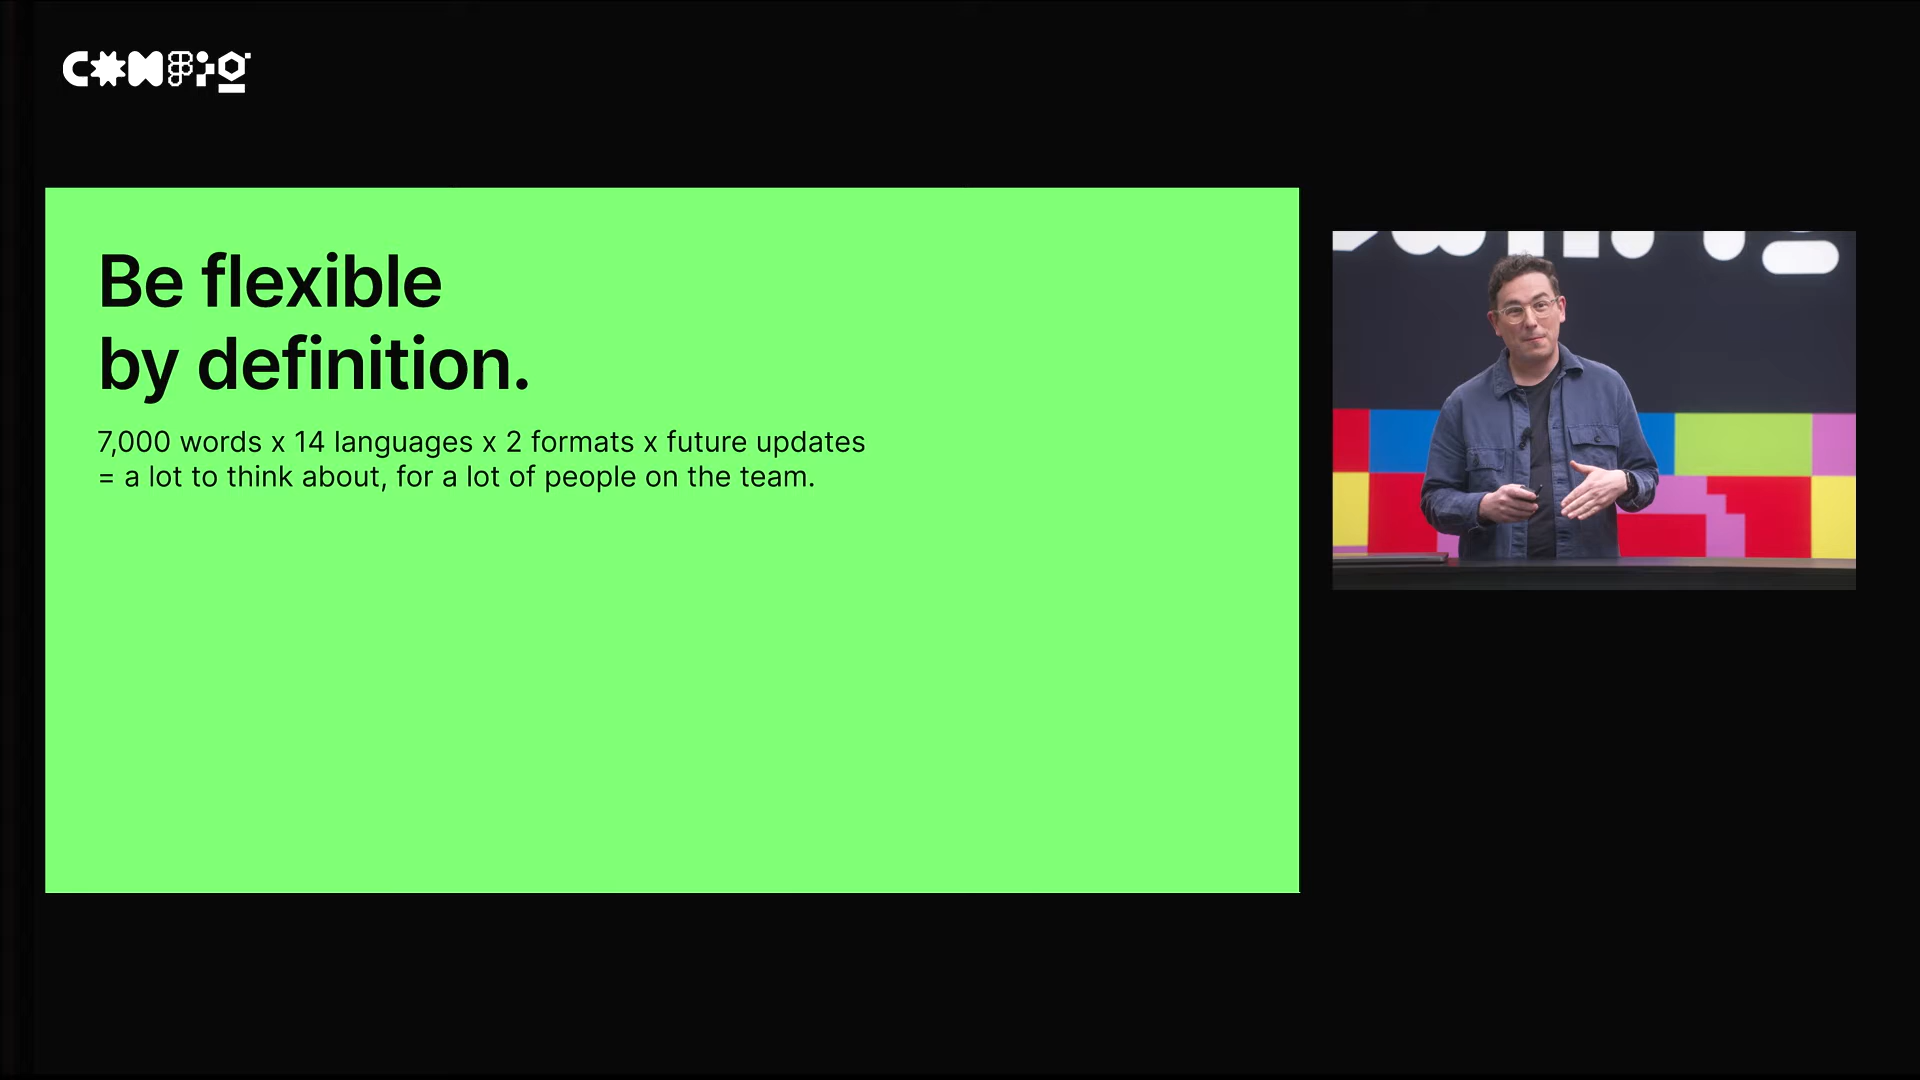 CONFIG
Be flexible
by definition.
7,000 words x 14 languages x 2 formats x future updates
= a lot to think about, for a lot of people on the team.